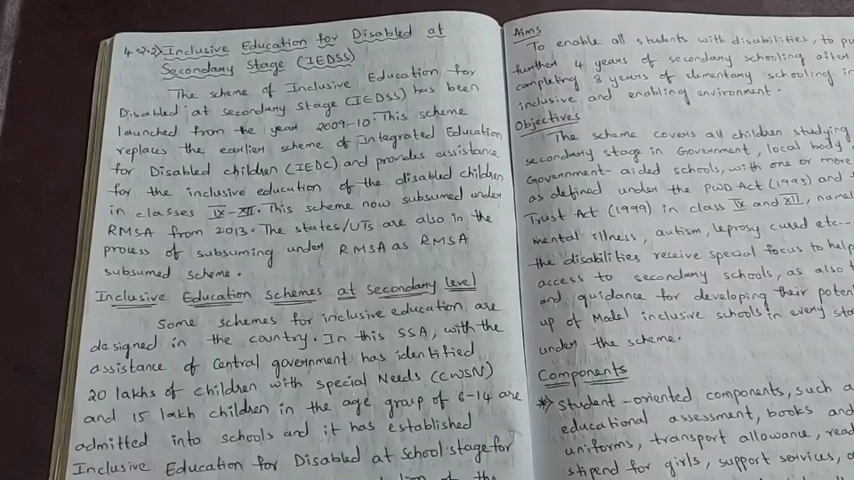 4.2.2) Inclusive Education for Disabled at
Secondary Stage (IEDSS)
The scheme of Inclusive Education for
Disabled at secondary stage (IEDSS) has been
launched from the year 2009-10. This scheme
replaces the earlier scheme of Integrated Education
for Disabled children (IEDC) and provides assistance
for the inclusive education of the disabled children
in classes IX-XII. This scheme now subsumed under
RMSA from 2013. The states/UTs are also in the
process of subsuming under RMSA as RMSA
subsumed scheme.
Inclusive Education schemes at secondary level
Some schemes for inclusive education are
designed in the country. In this SSA, with the
assistance of Central government has identified
20 lakhs of children with special Needs (CWSN)
and 15 lakh children in the age group of 6-14 are
admitted into schools and it has established
Inclusive Education for Disabled at school stage for
of the
Aims
To enable all students with disabilities, to pu
further 4 years of secondary schooling after
completing 8 years of elementary schooling in
inclusive and enabling environment.
Objectives
The scheme covers all children studying
secondary stage in Government, local body,
Government-aided schools, with one or more
as defined under the PWD Act (1995) and
Trust Act (1999) in class IX and XII, namel
mental illness, autism, leprosy cured etc--
the disabilities receive special focus to help
access to secondary schools, as also t
and guidance for developing their poten
up of Model inclusive schools in every sta
under the scheme.
Components
* Student-oriented components, such a
educational assessment, books and
uniforms, transport allowance, read
stipend for girls, support services,